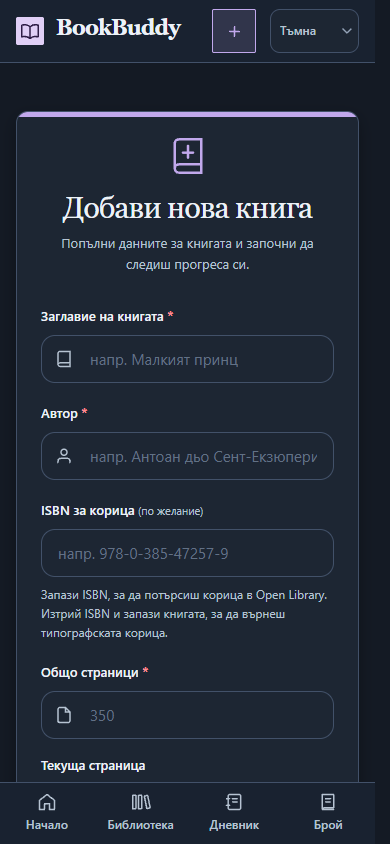 BookBuddy
+
Тъмна
Добави нова книга
Попълни данните за книгата и започни да
следиш прогреса си.
Заглавие на книгата *
напр. Малкият принц
Автор *
напр. Антоан дьо Сент-Екзюпери
ISBN за корица (по желание)
напр. 978-0-385-47257-9
Запази ISBN, за да потърсиш корица в Open Library.
Изтрий ISBN и запази книгата, за да върнеш
типографската корица.
Общо страници *
350
Текуща страница
Начало
Библиотека
Дневник
Брой